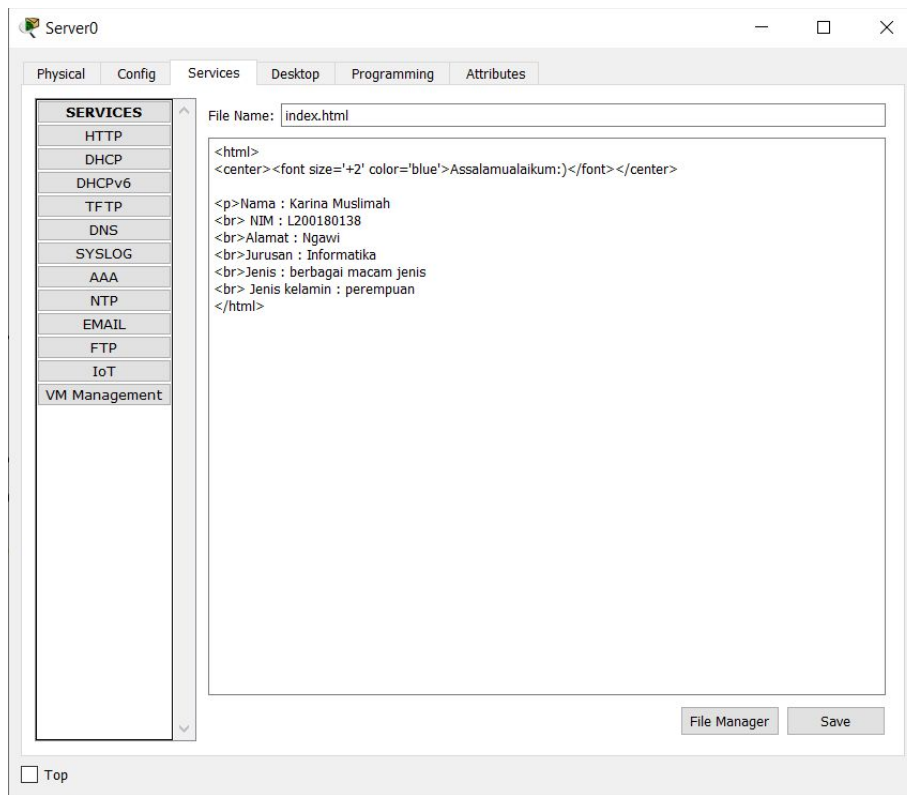 Server0
Physical Config Services Desktop Programming Attributes
SERVICES
HTTP
DHCP
DHCPv6
TFTP
DNS
SYSLOG
AAA
NTP
EMAIL
FTP
IoT
VM Management
File Name: index.html
<html>
<center><font size='+2' color='blue'>Assalamualaikum:)</font></center>
<p>Nama : Karina Muslimah
<br> NIM : L200180138
<br>Alamat : Ngawi
<br>Jurusan : Informatika
<br>Jenis : berbagai macam jenis
<br> Jenis kelamin : perempuan
</html>
File Manager Save
Top